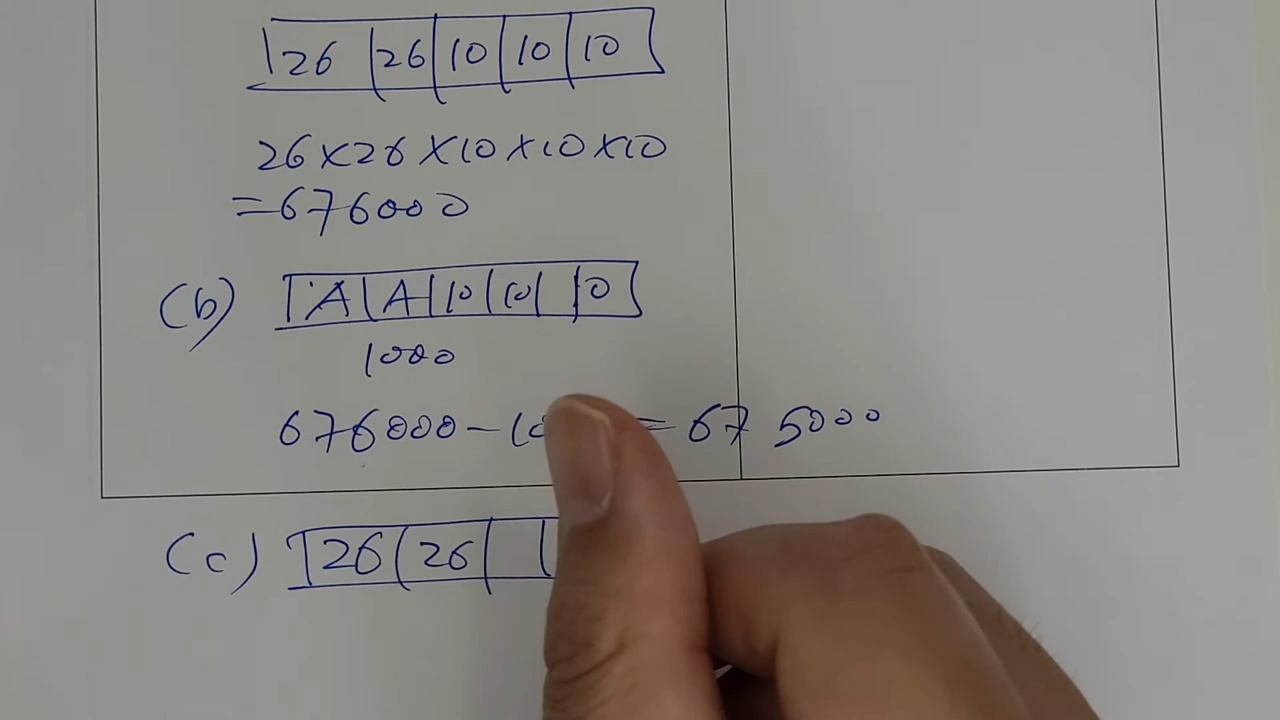 26 26 10 10 10
26×26×10×10×10
=676000
(b) A A 10 10 10
1000
676000-10 = 675000
(c) 26 26